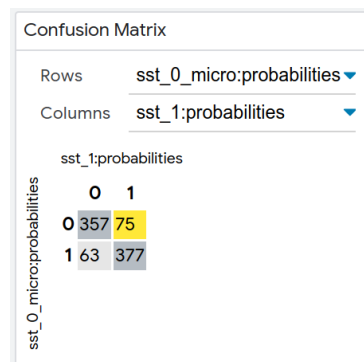 Confusion Matrix
Rows sst_0_micro:probabilities
Columns sst_1:probabilities
sst_1:probabilities
sst_0_micro:probabilities
0 1
0 357 75
1 63 377